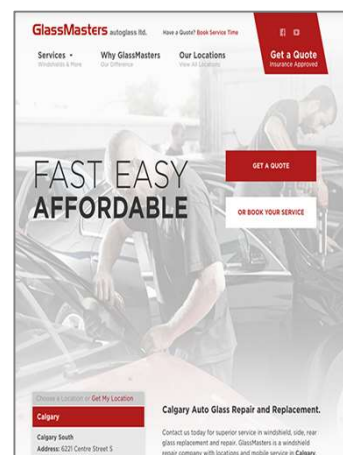 GlassMasters autoglass ltd.
Have a Quote? Book Service Time
Services
Windshields & More
Why GlassMasters
Our Difference
Our Locations
View All Locations
Get a Quote
Insurance Approved
FAST EASY
AFFORDABLE
GET A QUOTE
OR BOOK YOUR SERVICE
Choose a Location or Get My Location
Calgary
Calgary South
Address: 6221 Centre Street S
Calgary Auto Glass Repair and Replacement.
Contact us today for superior service in windshield, side, rear
glass replacement and repair. GlassMasters is a windshield
repair company with locations and mobile service in Calgary